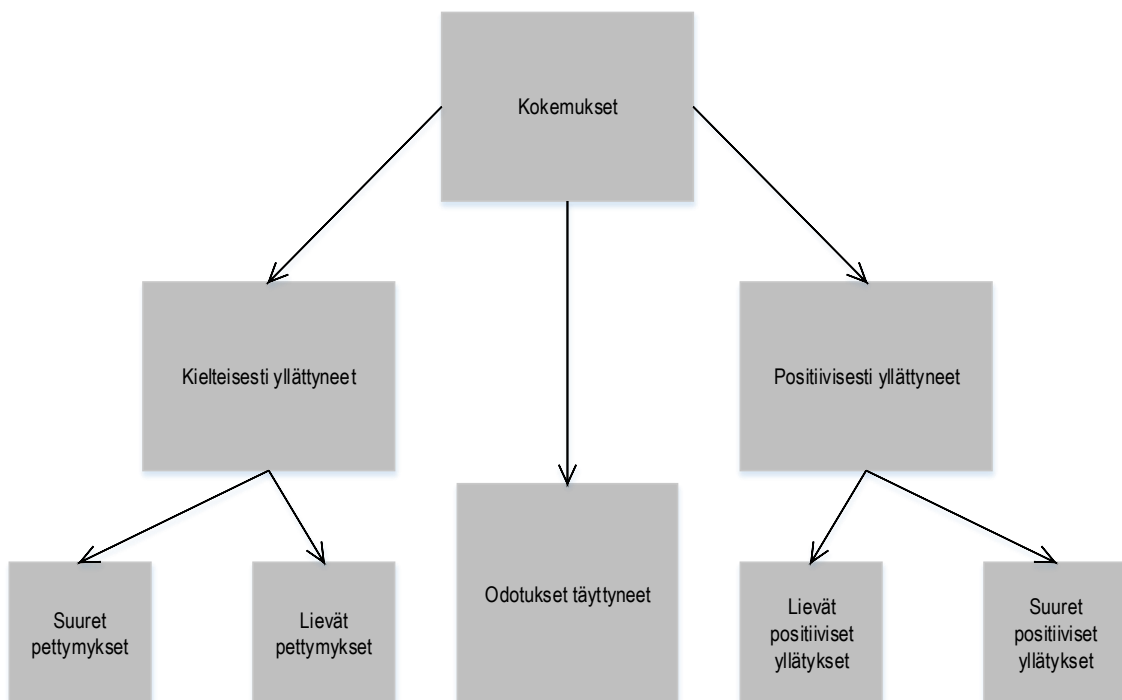 Kokemukset
Kielteisesti yllättyneet
Positiivisesti yllättyneet
Odotukset täyttyneet
Suuret
pettymykset
Lievät
pettymykset
Lievät
positiiviset
yllätykset
Suuret
positiiviset
yllätykset